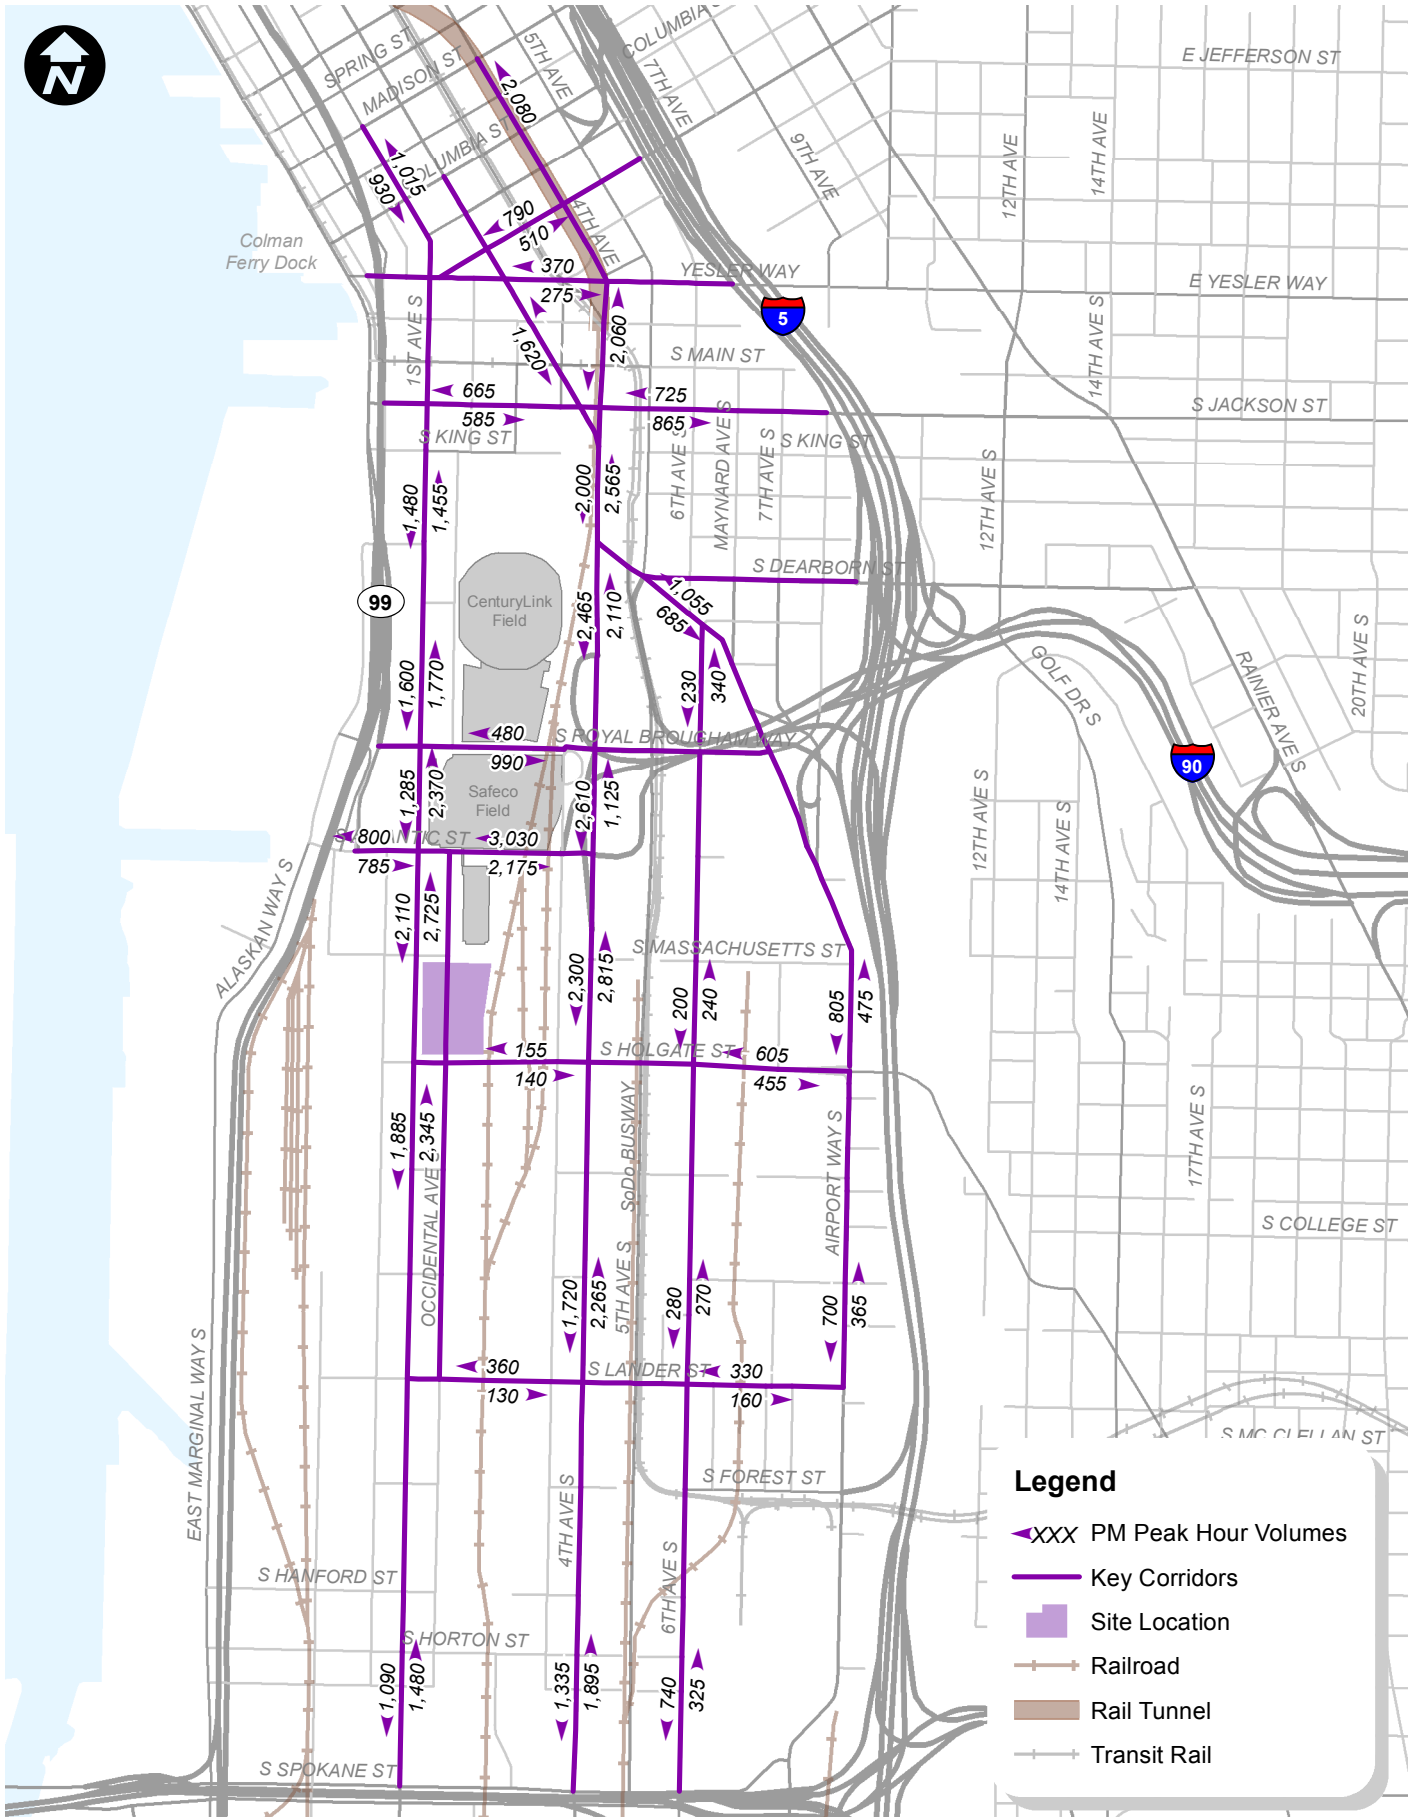 N
SPRING ST
MADISON ST
COLUMBIA ST
5TH AVE
COLUMBIA
7TH AVE
E JEFFERSON ST
2,080
1,015
930
9TH AVE
12TH AVE
14TH AVE
790
510
4TH AVE
Colman
Ferry Dock
370
275
YESLER WAY
E YESLER WAY
5
1ST AVE S
1,620
2,060
S MAIN ST
14TH AVE S
665
585
725
865
S JACKSON ST
S KING ST
S KING ST
6TH AVE S
MAYNARD AVE S
7TH AVE S
12TH AVE S
1,480
1,455
2,000
2,565
S DEARBORN ST
99
CenturyLink
Field
2,465
2,110
1,055
685
1,600
1,770
230
340
GOLF DR S
RAINIER AVE S
20TH AVE S
480
990
S ROYAL BROUGHAM WAY
90
1,285
2,370
Safeco
Field
2,610
1,125
12TH AVE S
14TH AVE S
800
785
3,030
2,175
ALASKAN WAY S
2,110
2,725
S MASSACHUSETTS ST
2,300
2,815
200
240
805
475
155
140
S HOLGATE ST
605
455
1,885
2,345
OCCIDENTAL AVE S
SoDo BUSWAY
AIRPORT WAY S
17TH AVE S
S COLLEGE ST
5TH AVE S
1,720
2,265
280
270
700
365
EAST MARGINAL WAY S
360
130
S LANDER ST
330
160
S MC CLELLAN ST
S FOREST ST
4TH AVE S
6TH AVE S
S HANFORD ST
S HORTON ST
1,090
1,480
1,335
1,895
740
325
S SPOKANE ST
Legend
XXX PM Peak Hour Volumes
Key Corridors
Site Location
Railroad
Rail Tunnel
Transit Rail